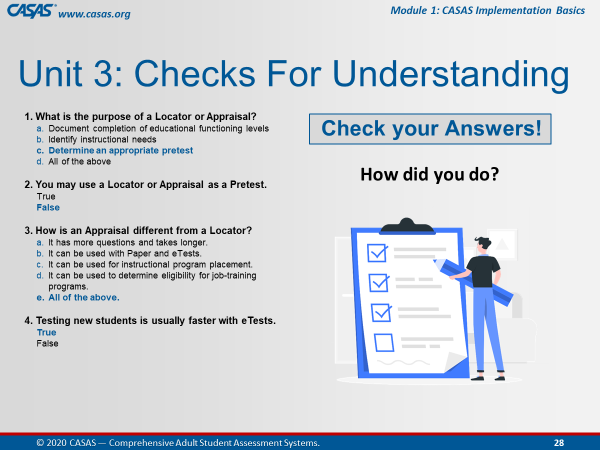 CASAS® www.casas.org
Module 1: CASAS Implementation Basics
Unit 3: Checks For Understanding
1. What is the purpose of a Locator or Appraisal?
a. Document completion of educational functioning levels
b. Identify instructional needs
c. Determine an appropriate pretest
d. All of the above
2. You may use a Locator or Appraisal as a Pretest.
True
False
3. How is an Appraisal different from a Locator?
a. It has more questions and takes longer.
b. It can be used with Paper and eTests.
c. It can be used for instructional program placement.
d. It can be used to determine eligibility for job-training
programs.
e. All of the above.
4. Testing new students is usually faster with eTests.
True
False
Check your Answers!
How did you do?
© 2020 CASAS — Comprehensive Adult Student Assessment Systems.
28